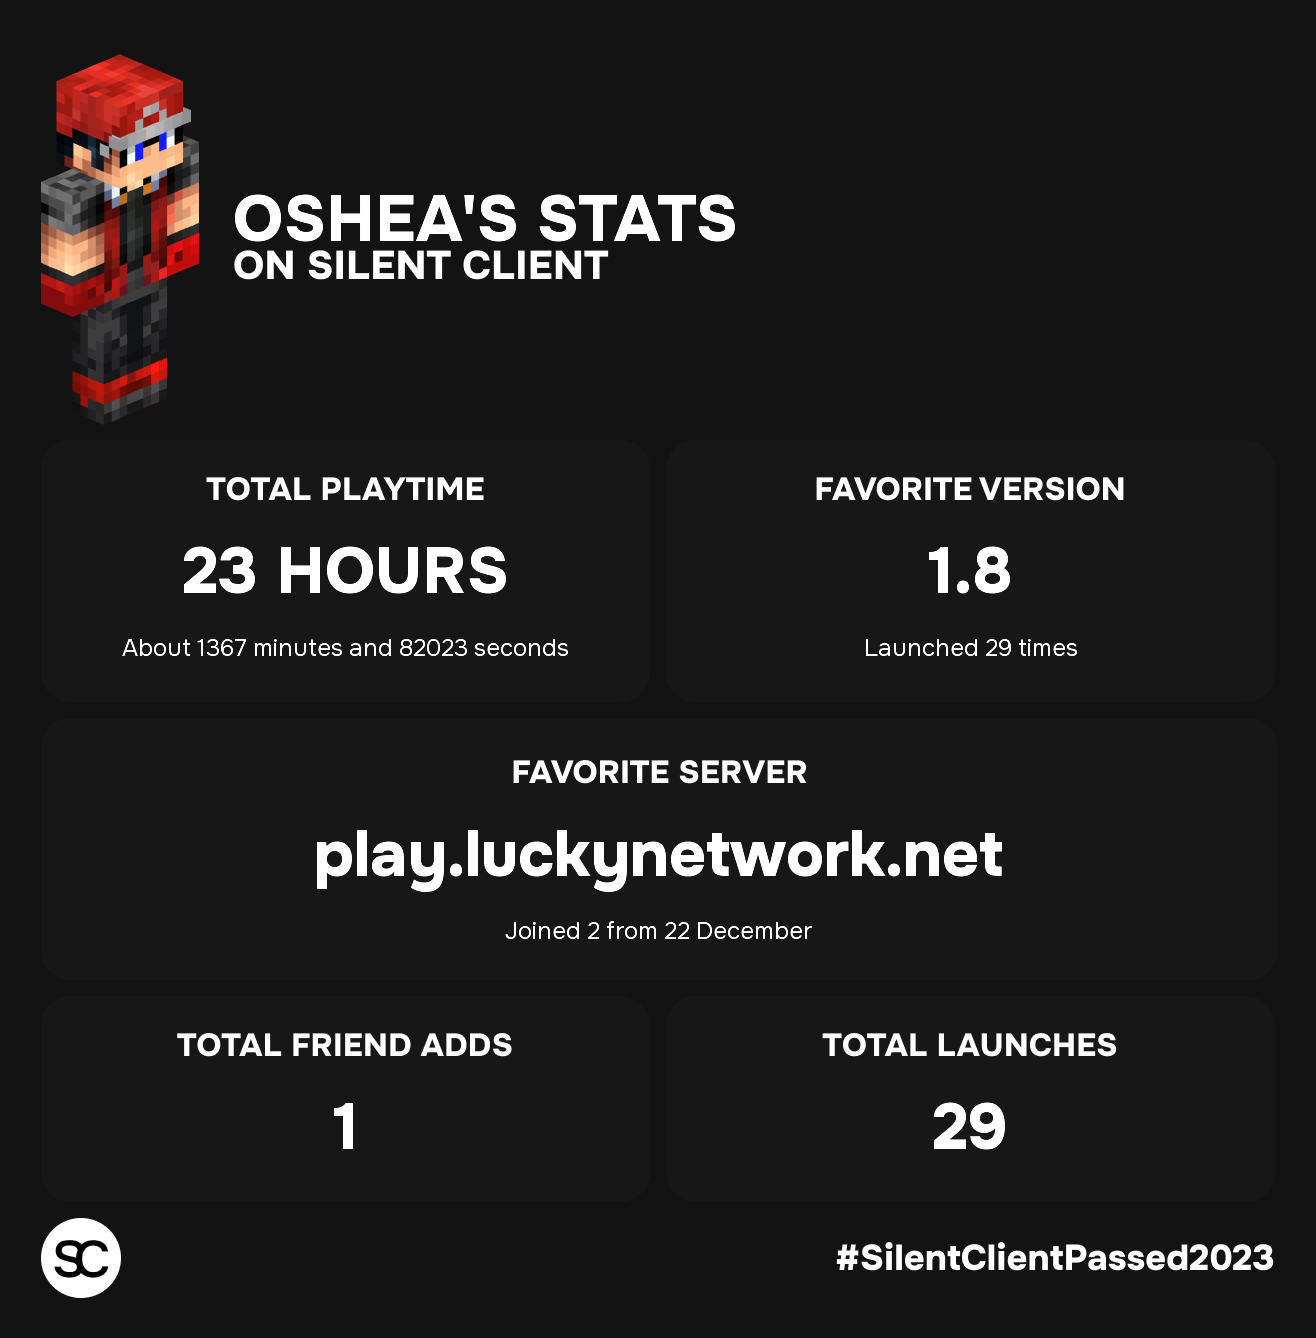 OSHEA'S STATS
ON SILENT CLIENT
TOTAL PLAYTIME
23 HOURS
About 1367 minutes and 82023 seconds
FAVORITE VERSION
1.8
Launched 29 times
FAVORITE SERVER
play.luckynetwork.net
Joined 2 from 22 December
TOTAL FRIEND ADDS
1
TOTAL LAUNCHES
29
SC
#SilentClientPassed2023